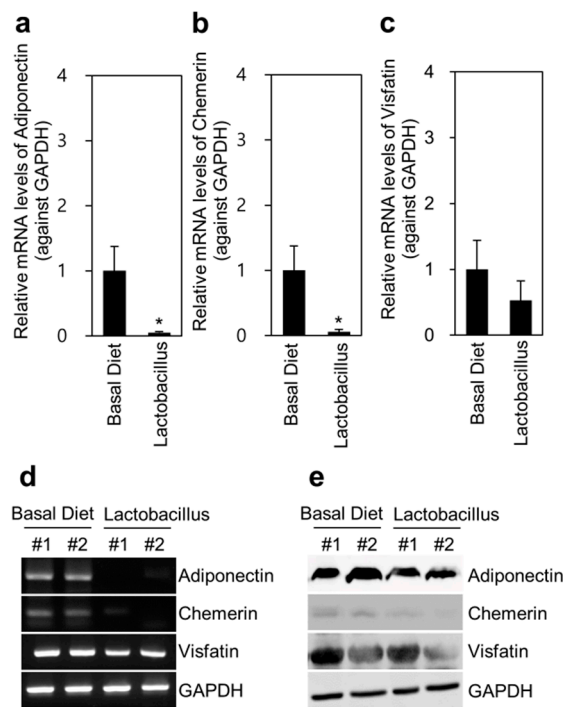 a
Relative mRNA levels of Adiponectin
(against GAPDH)
4
3
2
1
0
*
Basal Diet
Lactobacillus
b
Relative mRNA levels of Chemerin
(against GAPDH)
4
3
2
1
0
*
Basal Diet
Lactobacillus
c
Relative mRNA levels of Visfatin
(against GAPDH)
4
3
2
1
0
Basal Diet
Lactobacillus
d
Basal Diet Lactobacillus
#1 #2 #1 #2
Adiponectin
Chemerin
Visfatin
GAPDH
e
Basal Diet Lactobacillus
#1 #2 #1 #2
Adiponectin
Chemerin
Visfatin
GAPDH